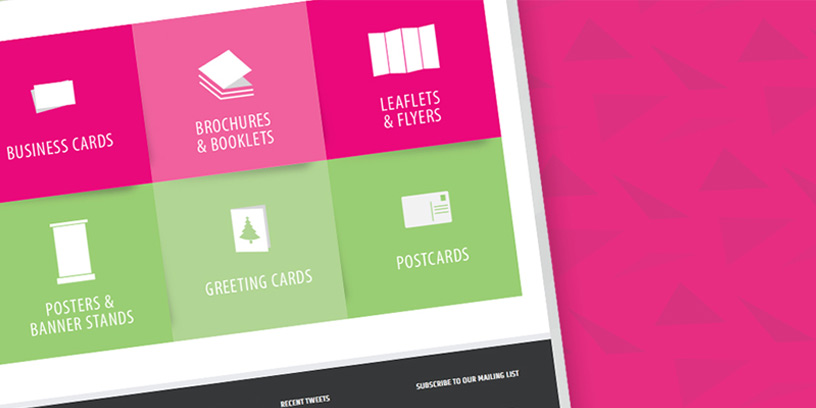 BUSINESS CARDS
BROCHURES
& BOOKLETS
LEAFLETS
& FLYERS
POSTERS &
BANNER STANDS
GREETING CARDS
POSTCARDS
RECENT TWEETS
SUBSCRIBE TO OUR MAILING LIST